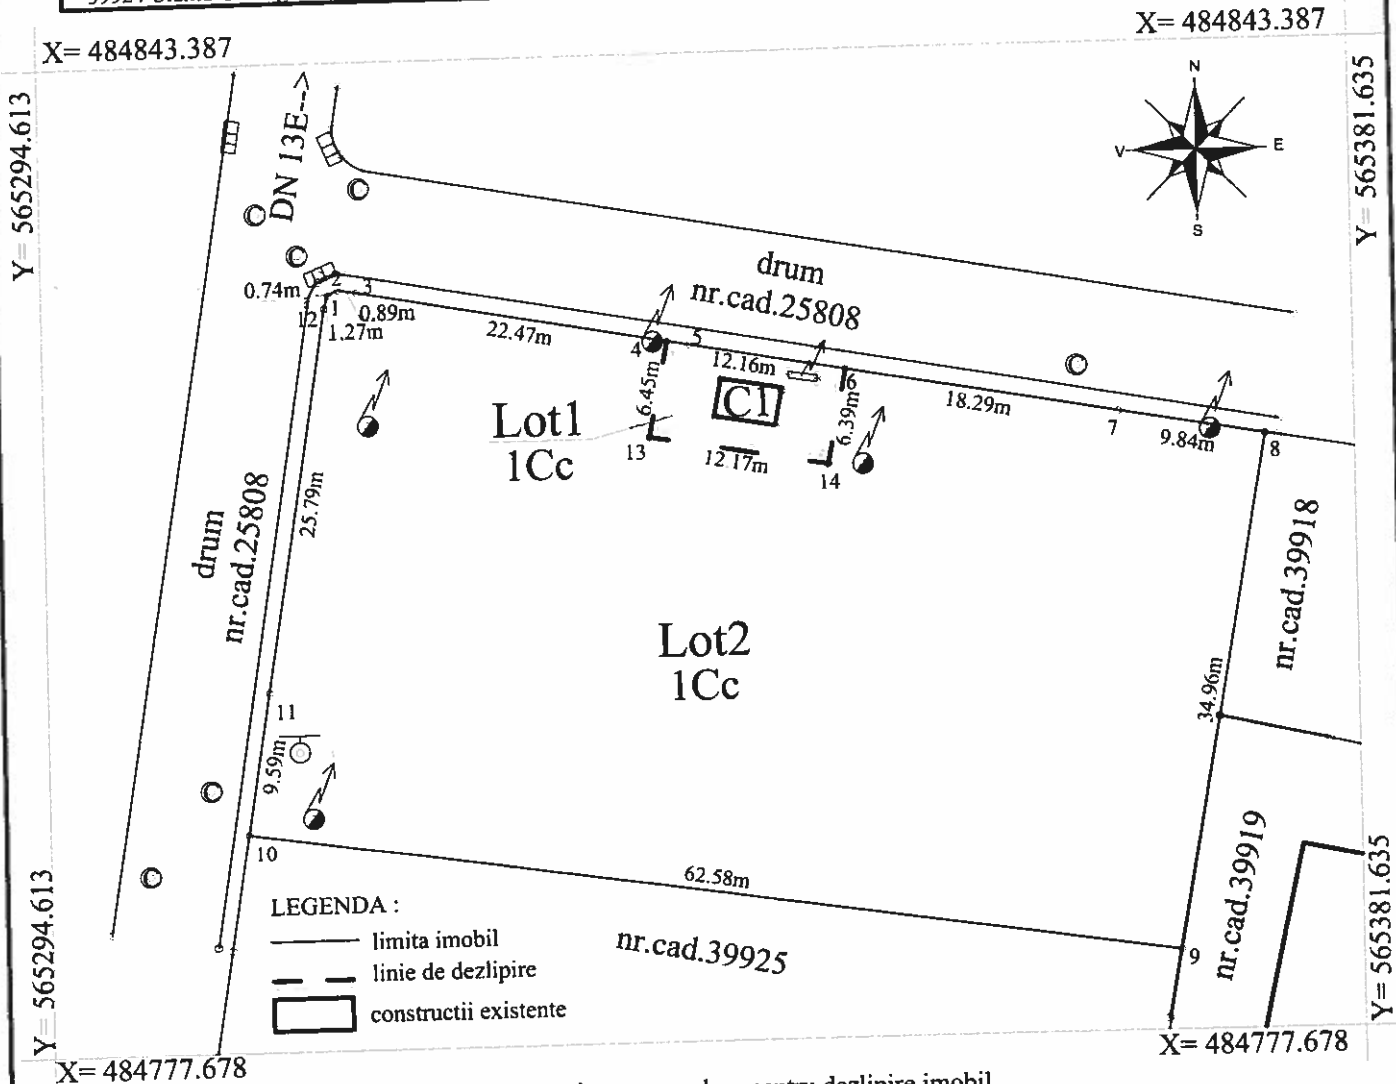 X= 484843.387
X= 484843.387
Y= 565294.613
Y= 565381.635
N
V
E
S
DN 13E-->
drum
nr.cad.25808
0.74m
2
3
12
1
0.89m
1.27m
22.47m
4
5
12.16m
6
6.45m
C1
6.39m
18.29m
7
9.84m
8
Lot1
1Cc
13
12.17m
14
25.79m
drum
nr.cad.25808
nr.cad.39918
Lot2
1Cc
34.96m
11
9.59m
10
62.58m
9
nr.cad.39919
nr.cad.39925
LEGENDA :
limita imobil
linie de dezlipire
constructii existente
Y= 565294.613
Y= 565381.635
X= 484777.678
X= 484777.678
dezlipire imobil